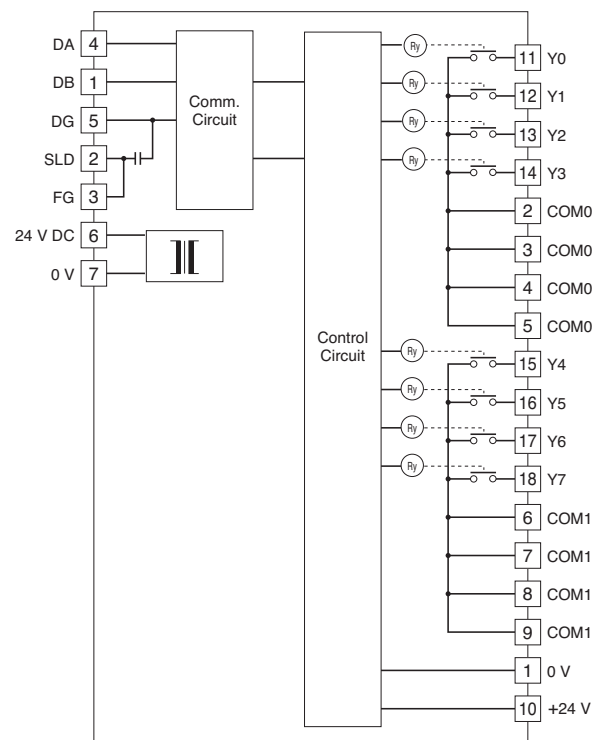 DA 4
DB 1
DG 5
SLD 2
FG 3
24 V DC 6
0 V 7
Comm.
Circuit
Control
Circuit
Ry 11 Y0
Ry 12 Y1
Ry 13 Y2
Ry 14 Y3
2 COM0
3 COM0
4 COM0
5 COM0
Ry 15 Y4
Ry 16 Y5
Ry 17 Y6
Ry 18 Y7
6 COM1
7 COM1
8 COM1
9 COM1
1 0 V
10 +24 V